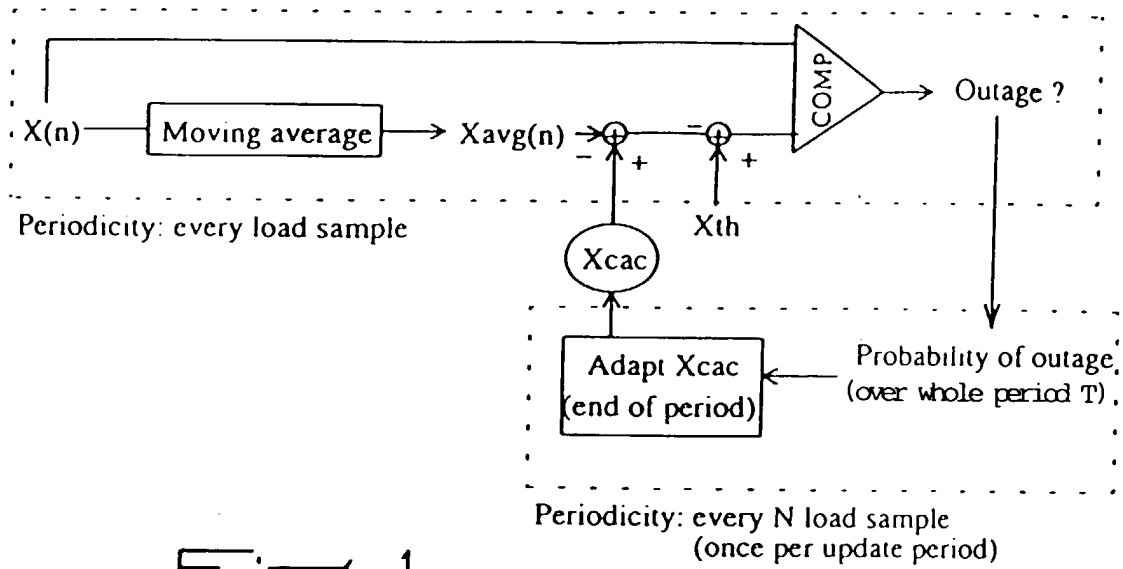 COMP
Outage ?
X(n)
Moving average
Xavg(n)
-
+
-
+
Periodicity: every load sample
Xth
Xcac
Adapt Xcac
(end of period)
Probability of outage
(over whole period T)
Periodicity: every N load sample
(once per update period)
1